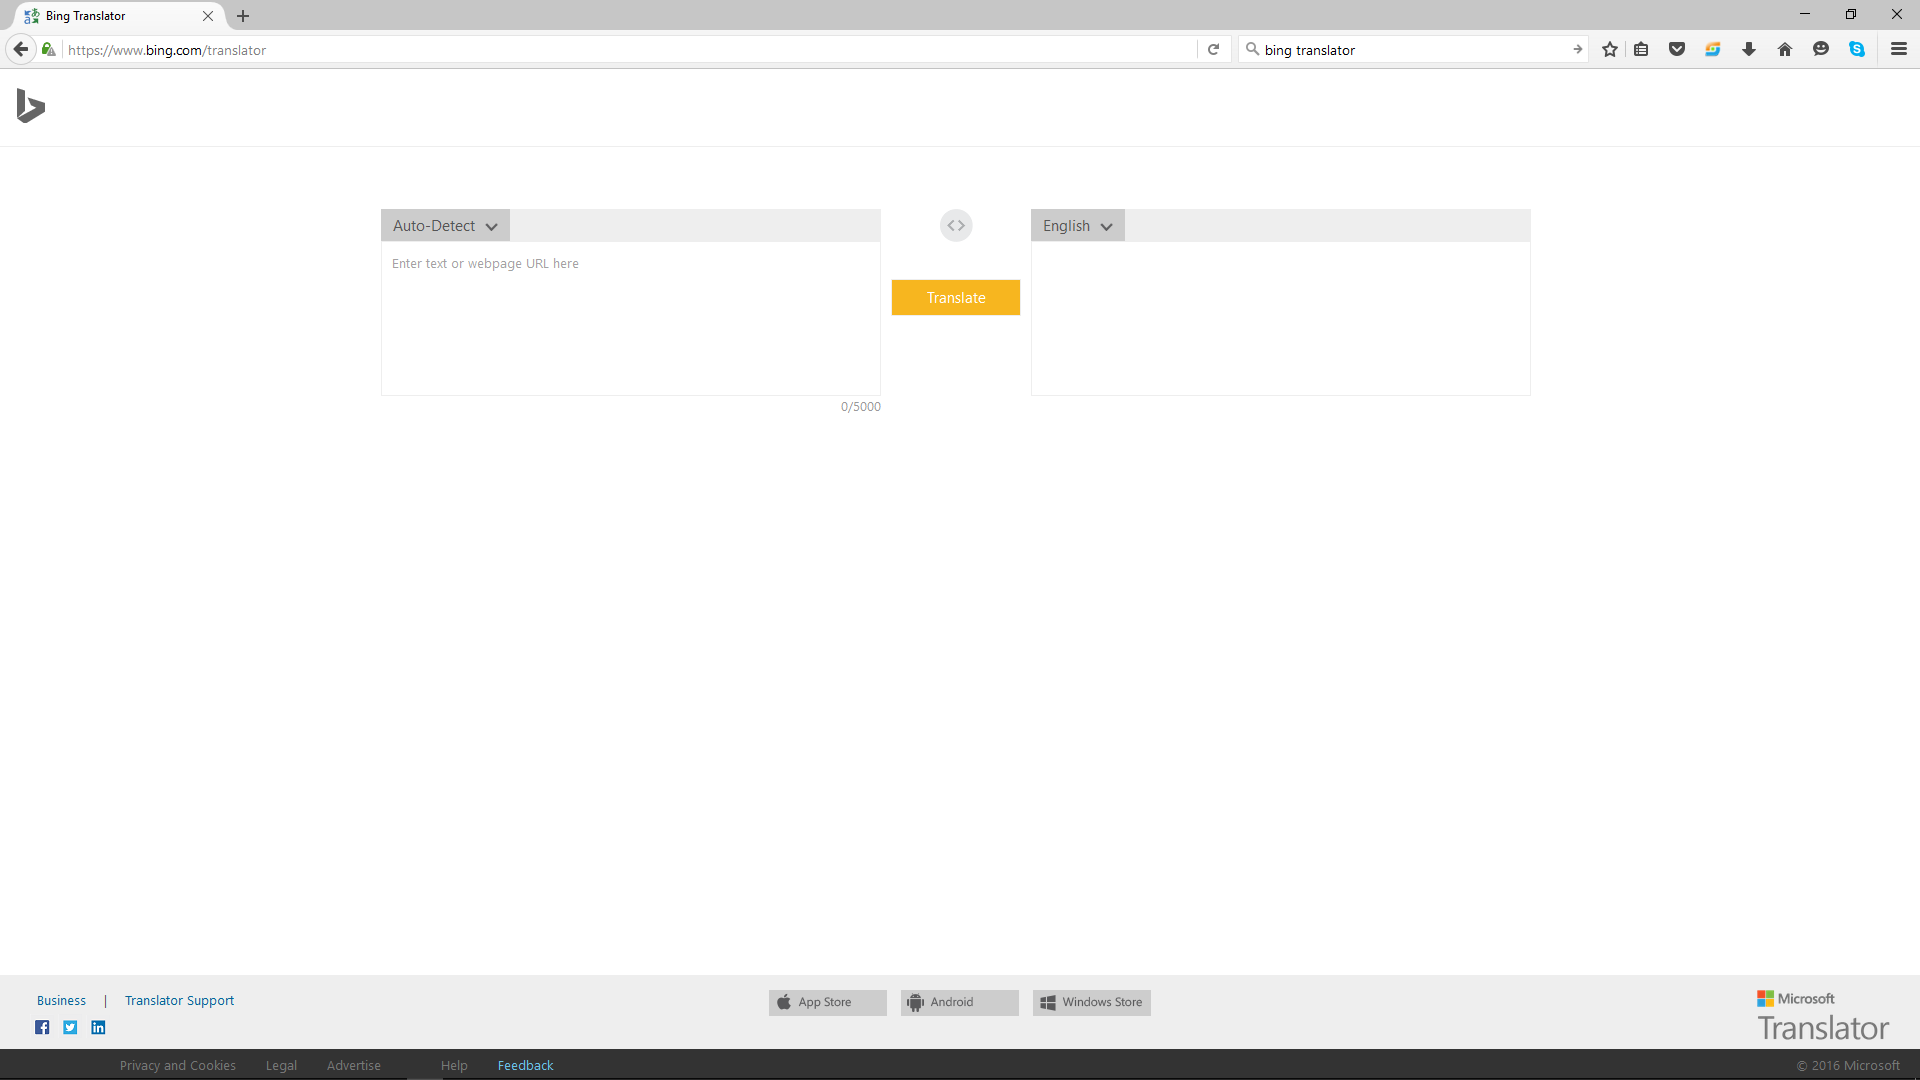 Bing Translator
https://www.bing.com/translator
bing translator
Auto-Detect
English
Enter text or webpage URL here
Translate
0/5000
Business | Translator Support
App Store
Android
Windows Store
Microsoft
Translator
Privacy and Cookies
Legal
Advertise
Help
Feedback
© 2016 Microsoft